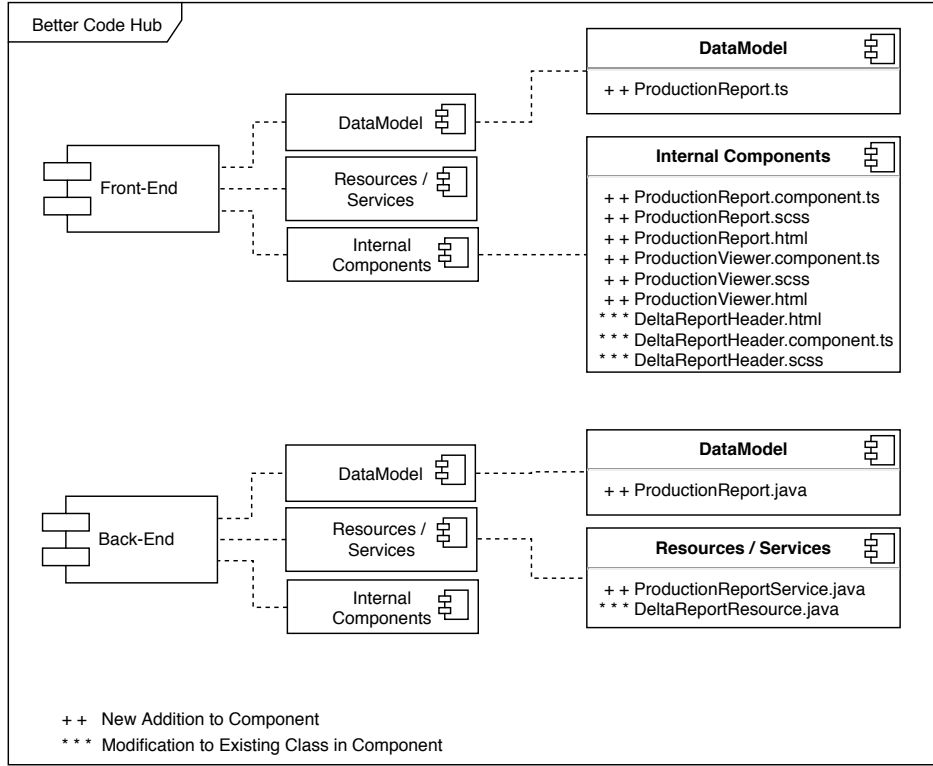 Better Code Hub
Front-End
DataModel
Resources /
Services
Internal
Components
DataModel
+ + ProductionReport.ts
Internal Components
+ + ProductionReport.component.ts
+ + ProductionReport.scss
+ + ProductionReport.html
+ + ProductionViewer.component.ts
+ + ProductionViewer.scss
+ + ProductionViewer.html
* * * DeltaReportHeader.html
* * * DeltaReportHeader.component.ts
* * * DeltaReportHeader.scss
Back-End
DataModel
Resources /
Services
Internal
Components
DataModel
+ + ProductionReport.java
Resources / Services
+ + ProductionReportService.java
* * * DeltaReportResource.java
+ + New Addition to Component
* * * Modification to Existing Class in Component